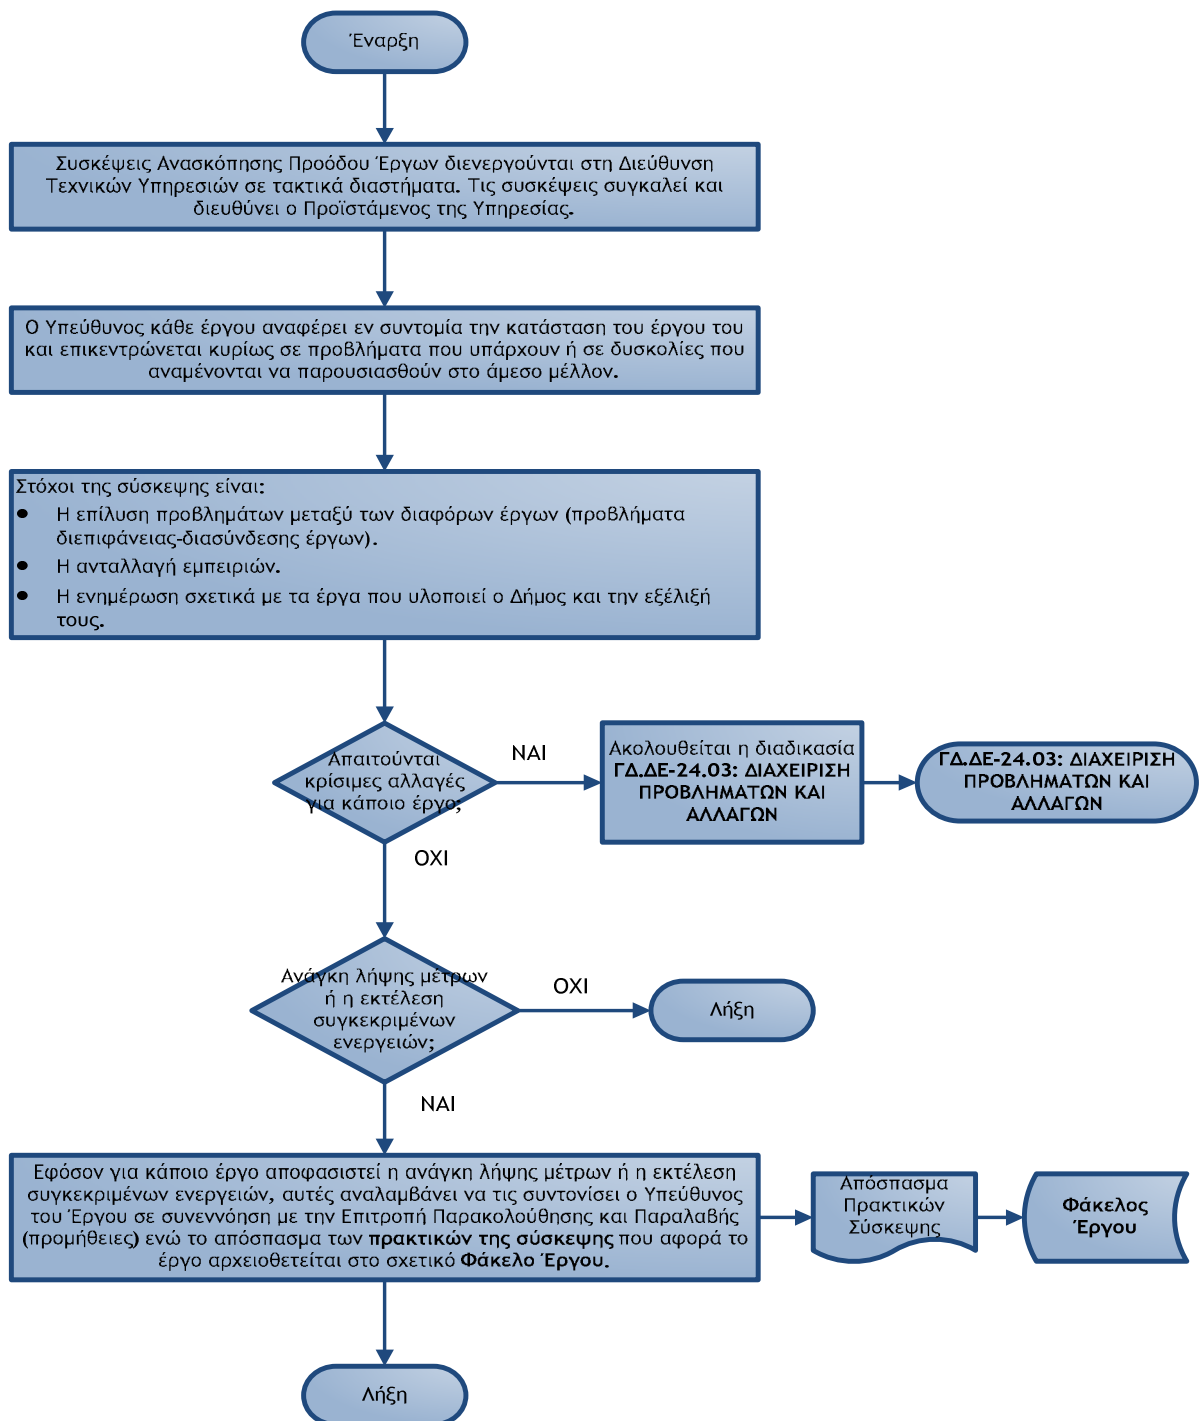 Έναρξη
Συσκέψεις Ανασκόπησης Προόδου Έργων διενεργούνται στη Διεύθυνση
Τεχνικών Υπηρεσιών σε τακτικά διαστήματα. Τις συσκέψεις συγκαλεί και
διευθύνει ο Προϊστάμενος της Υπηρεσίας.
Ο Υπεύθυνος κάθε έργου αναφέρει εν συντομία την κατάσταση του έργου του
και επικεντρώνεται κυρίως σε προβλήματα που υπάρχουν ή σε δυσκολίες που
αναμένονται να παρουσιασθούν στο άμεσο μέλλον.
Στόχοι της σύσκεψης είναι:
● Η επίλυση προβλημάτων μεταξύ των διαφόρων έργων (προβλήματα
διεπιφάνειας-διασύνδεσης έργων).
● Η ανταλλαγή εμπειριών.
● Η ενημέρωση σχετικά με τα έργα που υλοποιεί ο Δήμος και την εξέλιξή
τους.
Απαιτούνται
κρίσιμες αλλαγές
για κάποιο έργο;
ΝΑΙ
Ακολουθείται η διαδικασία
ΓΔ.ΔΕ-24.03: ΔΙΑΧΕΙΡΙΣΗ
ΠΡΟΒΛΗΜΑΤΩΝ ΚΑΙ
ΑΛΛΑΓΩΝ
ΓΔ.ΔΕ-24.03: ΔΙΑΧΕΙΡΙΣΗ
ΠΡΟΒΛΗΜΑΤΩΝ ΚΑΙ
ΑΛΛΑΓΩΝ
ΟΧΙ
Ανάγκη λήψης μέτρων
ή η εκτέλεση
συγκεκριμένων
ενεργειών;
ΟΧΙ
Λήξη
ΝΑΙ
Εφόσον για κάποιο έργο αποφασιστεί η ανάγκη λήψης μέτρων ή η εκτέλεση
συγκεκριμένων ενεργειών, αυτές αναλαμβάνει να τις συντονίσει ο Υπεύθυνος
του Έργου σε συνεννόηση με την Επιτροπή Παρακολούθησης και Παραλαβής
(προμήθειες) ενώ το απόσπασμα των πρακτικών της σύσκεψης που αφορά το
έργο αρχειοθετείται στο σχετικό Φάκελο Έργου.
Απόσπασμα
Πρακτικών
Σύσκεψης
Φάκελος
Έργου
Λήξη